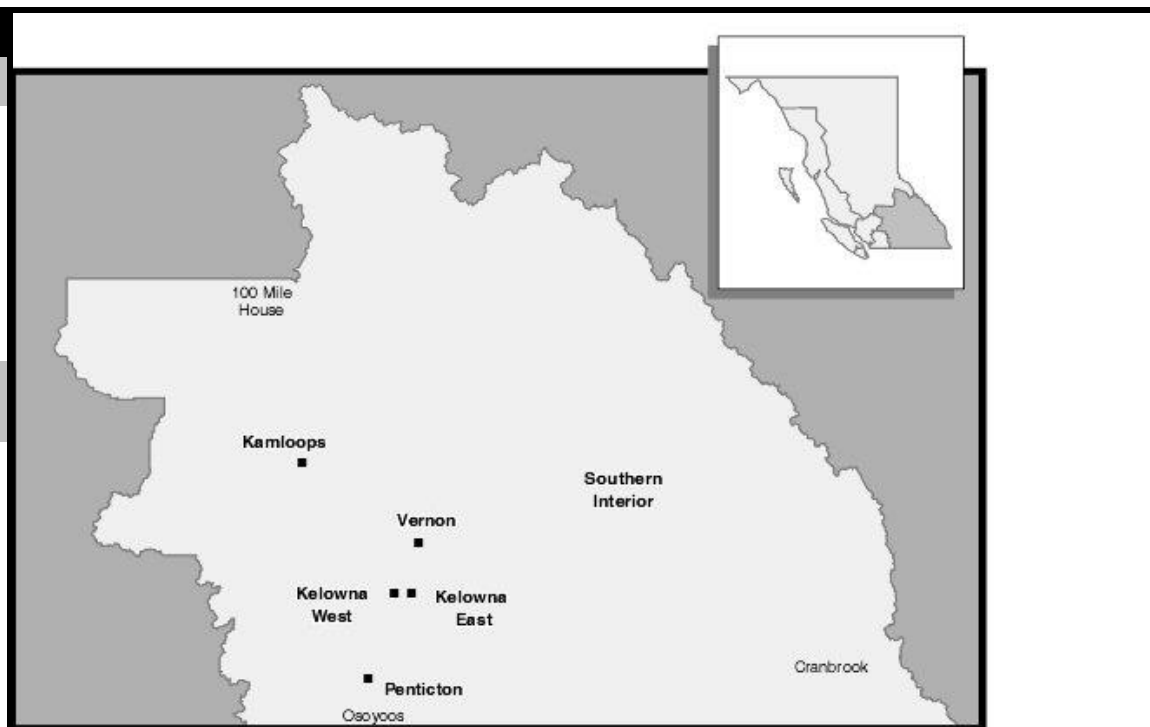 100 Mile
House
Kamloops
Southern
Interior
Vernon
Kelowna
West
Kelowna
East
Cranbrook
Penticton
Osoyoos